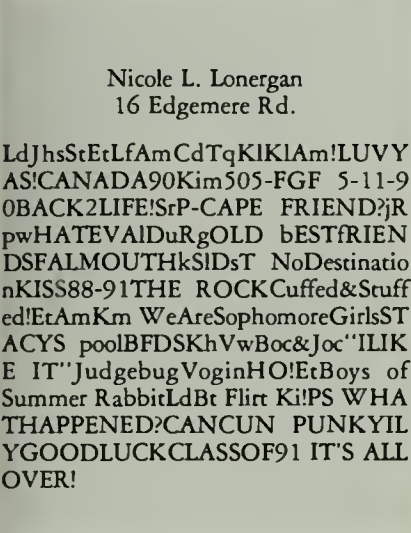 Nicole L. Lonergan
16 Edgemere Rd.
LdJhsStEtLfAmCdTqKlKlAm!LUVY
AS!CANADA90Kim505-FGF 5-11-9
0BACK2LIFE!SrP-CAPE FRIEND?jR
pwHATEVAlDuRgOLD bESTfRIEN
DSFALMOUTHkSlDsT NoDestinatio
nKISS88-91THE ROCKCuffed&Stuff
ed!EtAmKm WeAreSophomoreGirlsST
ACYS poolBFDSKhVwBoc&Joc"ILIK
E IT"JudgebugVoginHO!EtBoys of
Summer RabbitLdBt Flirt Ki!PS WHA
THAPPENED?CANCUN PUNKYIL
YGOODLUCKCLASSOF91 IT'S ALL
OVER!